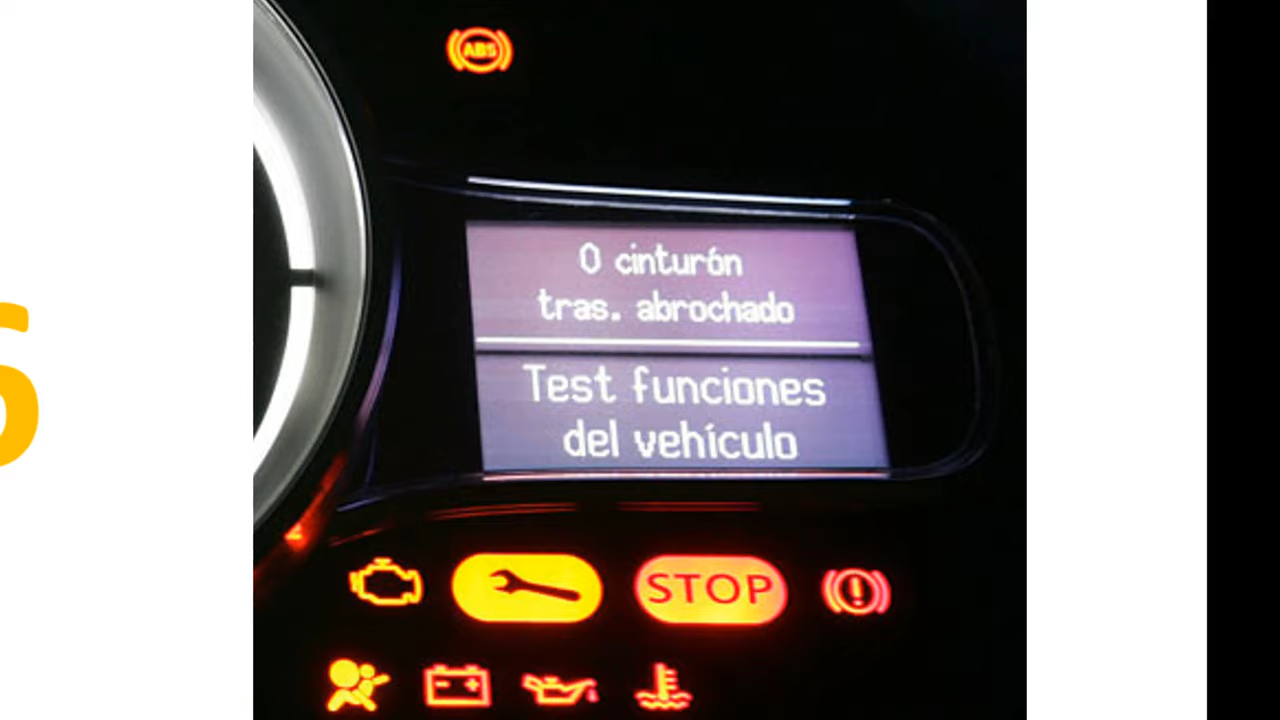 ABS
0 cinturón
tras. abrochado
Test funciones
del vehículo
STOP